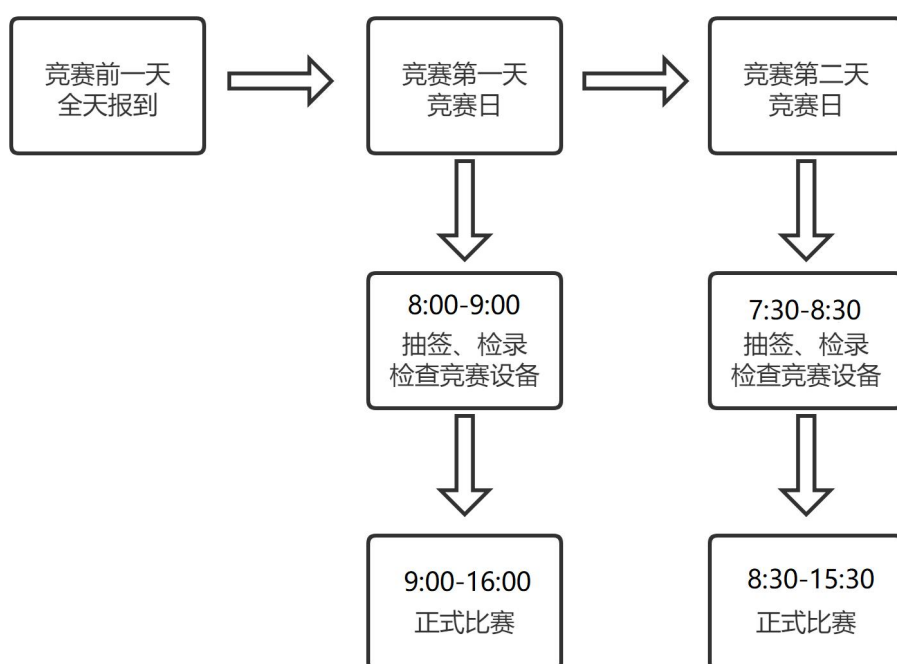 竞赛前一天
全天报到
竞赛第一天
竞赛日
竞赛第二天
竞赛日
8:00-9:00
抽签、检录
检查竞赛设备
7:30-8:30
抽签、检录
检查竞赛设备
9:00-16:00
正式比赛
8:30-15:30
正式比赛